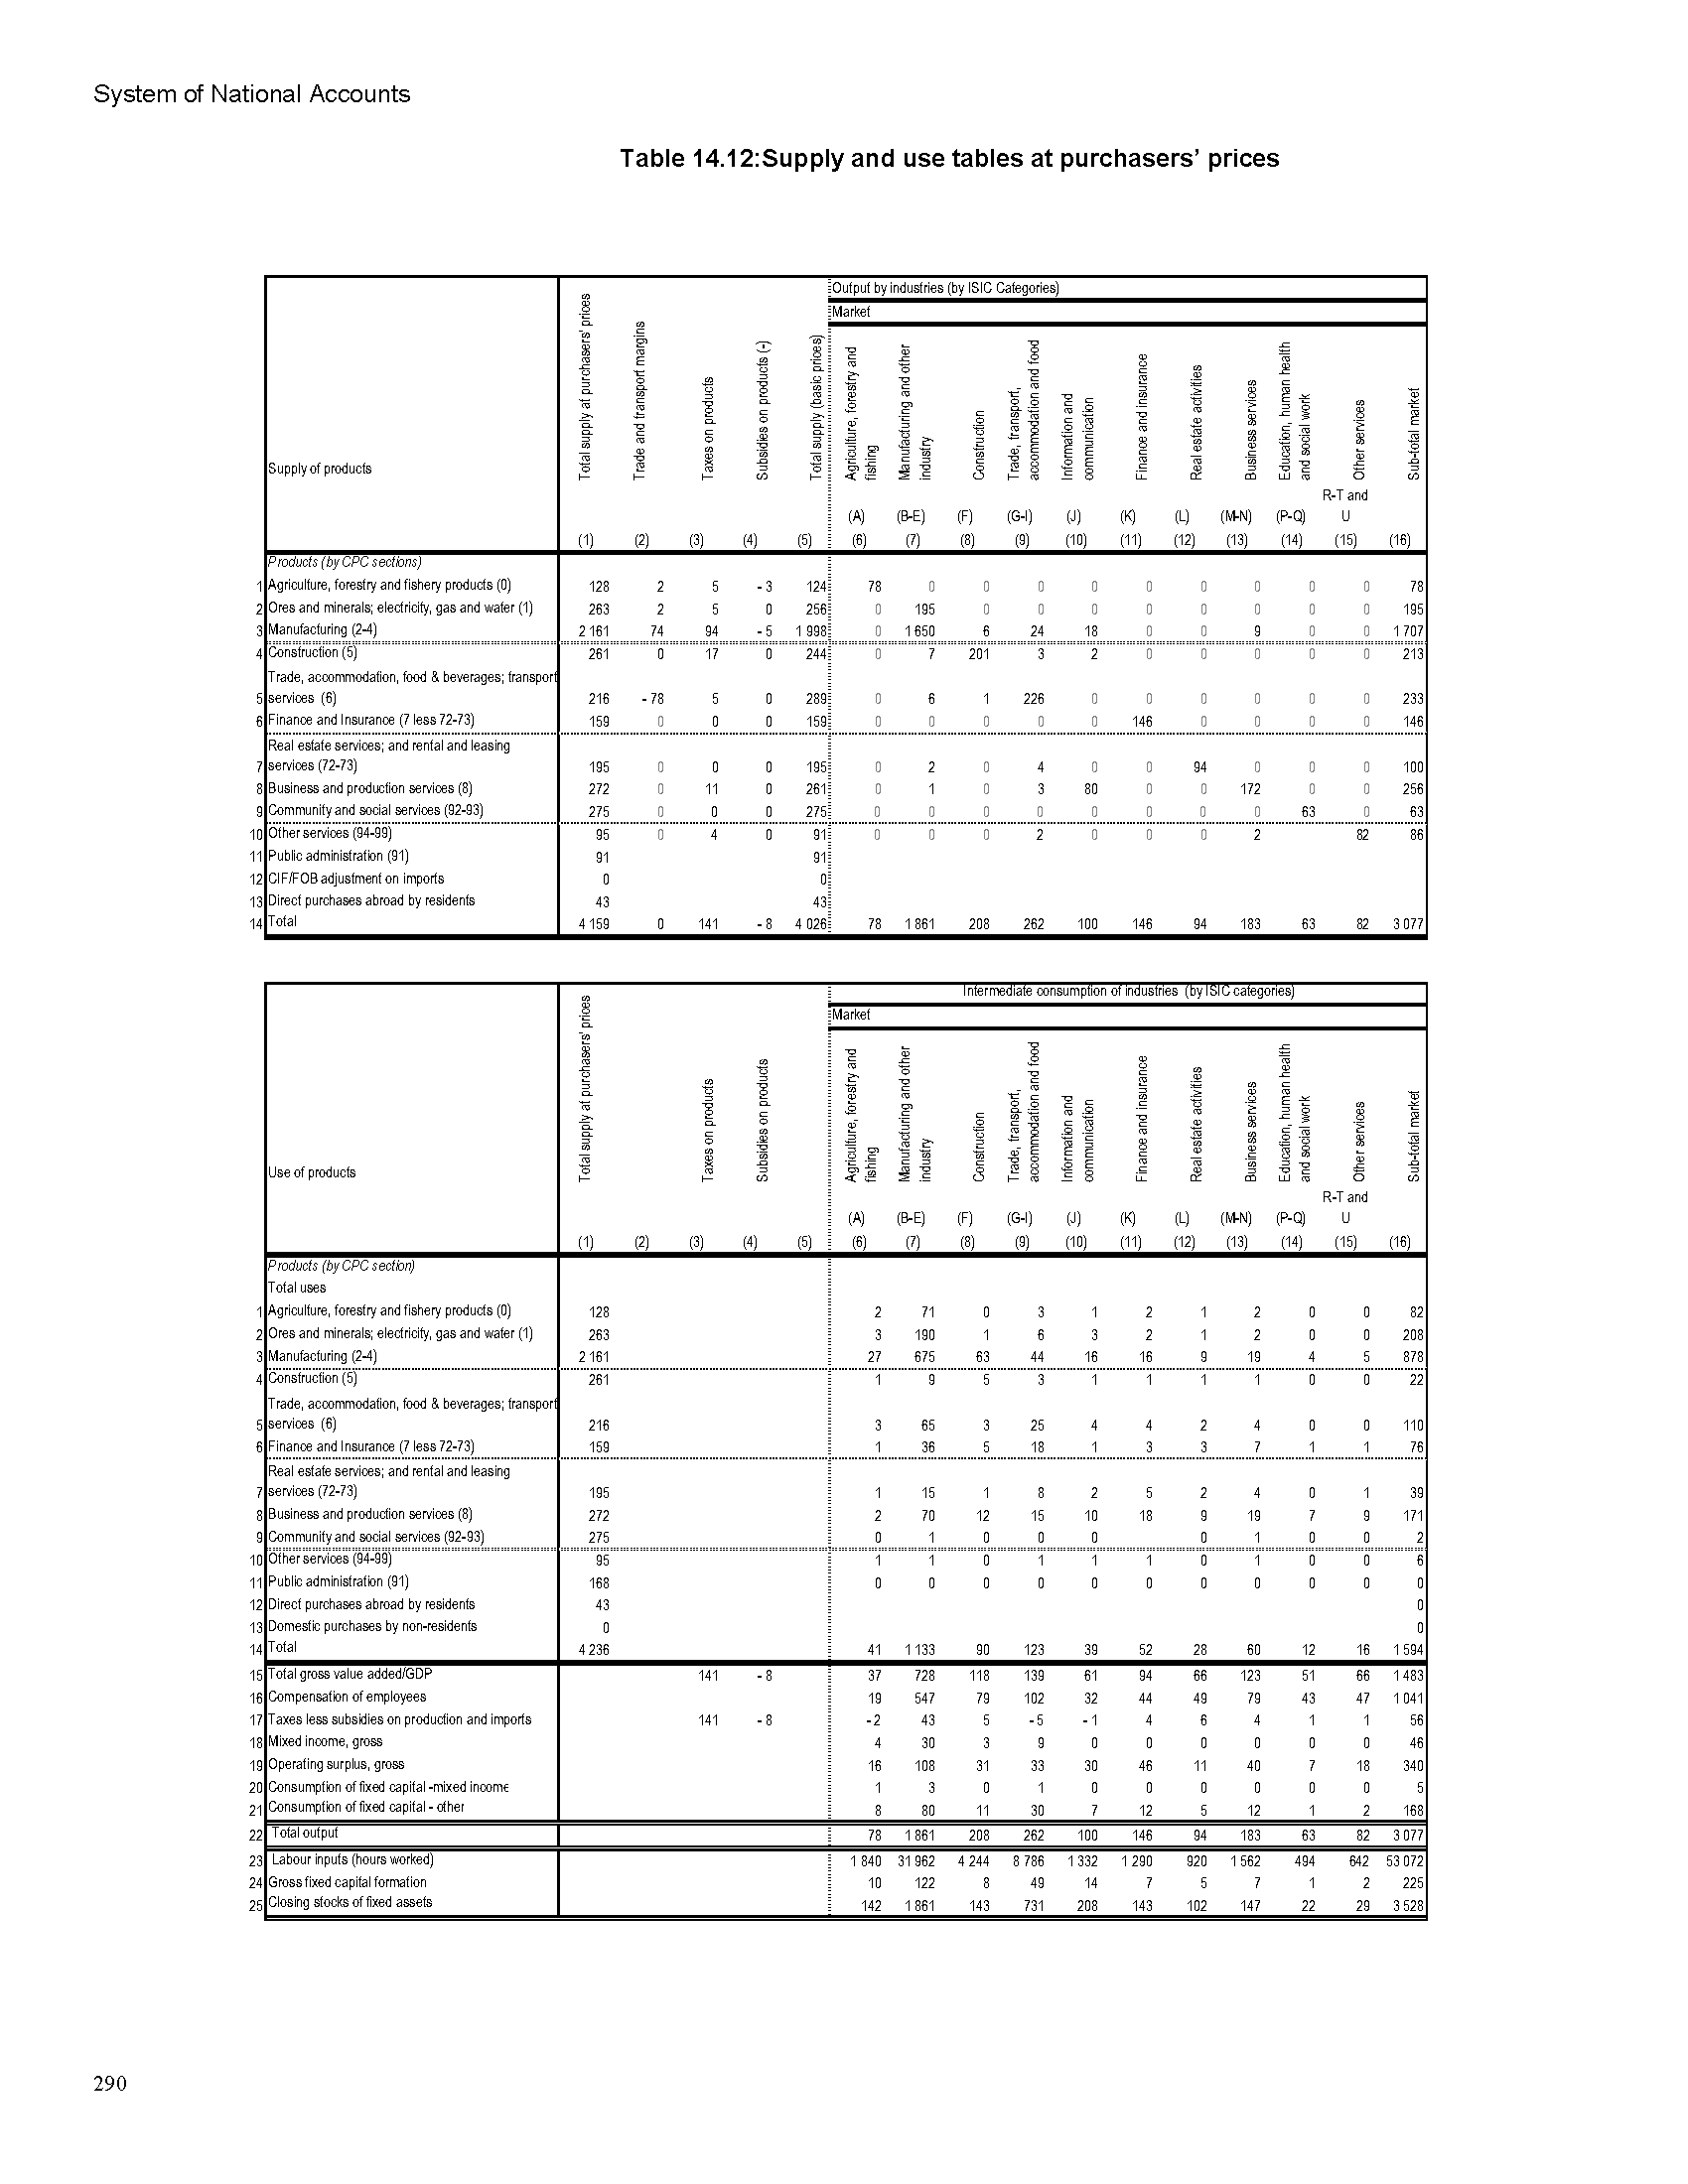 System of National Accounts
Table 14.12:Supply and use tables at purchasers’ prices
Output by industries (by ISIC Categories)
Market
Supply of products
Total supply at purchasers' prices
Trade and transport margins
Taxes on products
Subsidies on products (-)
Total supply (basic prices)
Agriculture, forestry and fishing
Manufacturing and other industry
Construction
Trade, transport, accommodation and food
Information and communication
Finance and insurance
Real estate activities
Business services
Education, human health and social work
Other services
Sub-total market
R-T and
(A) (B-E) (F) (G-I) (J) (K) (L) (M-N) (P-Q) U
(1) (2) (3) (4) (5) (6) (7) (8) (9) (10) (11) (12) (13) (14) (15) (16)
Products (by CPC sections)
1 Agriculture, forestry and fishery products (0) 128 2 5 - 3 124 78 0 0 0 0 0 0 0 0 0 78
2 Ores and minerals; electricity, gas and water (1) 263 2 5 0 256 0 195 0 0 0 0 0 0 0 0 195
3 Manufacturing (2-4) 2 161 74 94 - 5 1 998 0 1 650 6 24 18 0 0 9 0 0 1 707
4 Construction (5) 261 0 17 0 244 0 7 201 3 2 0 0 0 0 0 213
Trade, accommodation, food & beverages; transport
5 services (6) 216 - 78 5 0 289 0 6 1 226 0 0 0 0 0 0 233
6 Finance and Insurance (7 less 72-73) 159 0 0 0 159 0 0 0 0 0 146 0 0 0 0 146
Real estate services; and rental and leasing
7 services (72-73) 195 0 0 0 195 0 2 0 4 0 0 94 0 0 0 100
8 Business and production services (8) 272 0 11 0 261 0 1 0 3 80 0 0 172 0 0 256
9 Community and social services (92-93) 275 0 0 0 275 0 0 0 0 0 0 0 0 63 0 63
10 Other services (94-99) 95 0 4 0 91 0 0 0 2 0 0 0 2 82 86
11 Public administration (91) 91 91
12 CIF/FOB adjustment on imports 0 0
13 Direct purchases abroad by residents 43 43
14 Total 4 159 0 141 - 8 4 026 78 1 861 208 262 100 146 94 183 63 82 3 077
Intermediate consumption of industries (by ISIC categories)
Market
Use of products
Total supply at purchasers' prices
Taxes on products
Subsidies on products
Agriculture, forestry and fishing
Manufacturing and other industry
Construction
Trade, transport, accommodation and food
Information and communication
Finance and insurance
Real estate activities
Business services
Education, human health and social work
Other services
Sub-total market
R-T and
(A) (B-E) (F) (G-I) (J) (K) (L) (M-N) (P-Q) U
(1) (2) (3) (4) (5) (6) (7) (8) (9) (10) (11) (12) (13) (14) (15) (16)
Products (by CPC section)
Total uses
1 Agriculture, forestry and fishery products (0) 128 2 71 0 3 1 2 1 2 0 0 82
2 Ores and minerals; electricity, gas and water (1) 263 3 190 1 6 3 2 1 2 0 0 208
3 Manufacturing (2-4) 2 161 27 675 63 44 16 16 9 19 4 5 878
4 Construction (5) 261 1 9 5 3 1 1 1 1 0 0 22
Trade, accommodation, food & beverages; transport
5 services (6) 216 3 65 3 25 4 4 2 4 0 0 110
6 Finance and Insurance (7 less 72-73) 159 1 36 5 18 1 3 3 7 1 1 76
Real estate services; and rental and leasing
7 services (72-73) 195 1 15 1 8 2 5 2 4 0 1 39
8 Business and production services (8) 272 2 70 12 15 10 18 9 19 7 9 171
9 Community and social services (92-93) 275 0 1 0 0 0 0 1 0 0 2
10 Other services (94-99) 95 1 1 0 1 1 1 0 1 0 0 6
11 Public administration (91) 168 0 0 0 0 0 0 0 0 0 0 0
12 Direct purchases abroad by residents 43 0
13 Domestic purchases by non-residents 0 0
14 Total 4 236 41 1 133 90 123 39 52 28 60 12 16 1 594
15 Total gross value added/GDP 141 - 8 37 728 118 139 61 94 66 123 51 66 1 483
16 Compensation of employees 19 547 79 102 32 44 49 79 43 47 1 041
17 Taxes less subsidies on production and imports 141 - 8 - 2 43 5 - 5 - 1 4 6 4 1 1 56
18 Mixed income, gross 4 30 3 9 0 0 0 0 0 0 46
19 Operating surplus, gross 16 108 31 33 30 46 11 40 7 18 340
20 Consumption of fixed capital -mixed income 1 3 0 1 0 0 0 0 0 0 5
21 Consumption of fixed capital - other 8 80 11 30 7 12 5 12 1 2 168
22 Total output 78 1 861 208 262 100 146 94 183 63 82 3 077
23 Labour inputs (hours worked) 1 840 31 962 4 244 8 786 1 332 1 290 920 1 562 494 642 53 072
24 Gross fixed capital formation 10 122 8 49 14 7 5 7 1 2 225
25 Closing stocks of fixed assets 142 1 861 143 731 208 143 102 147 22 29 3 528
290